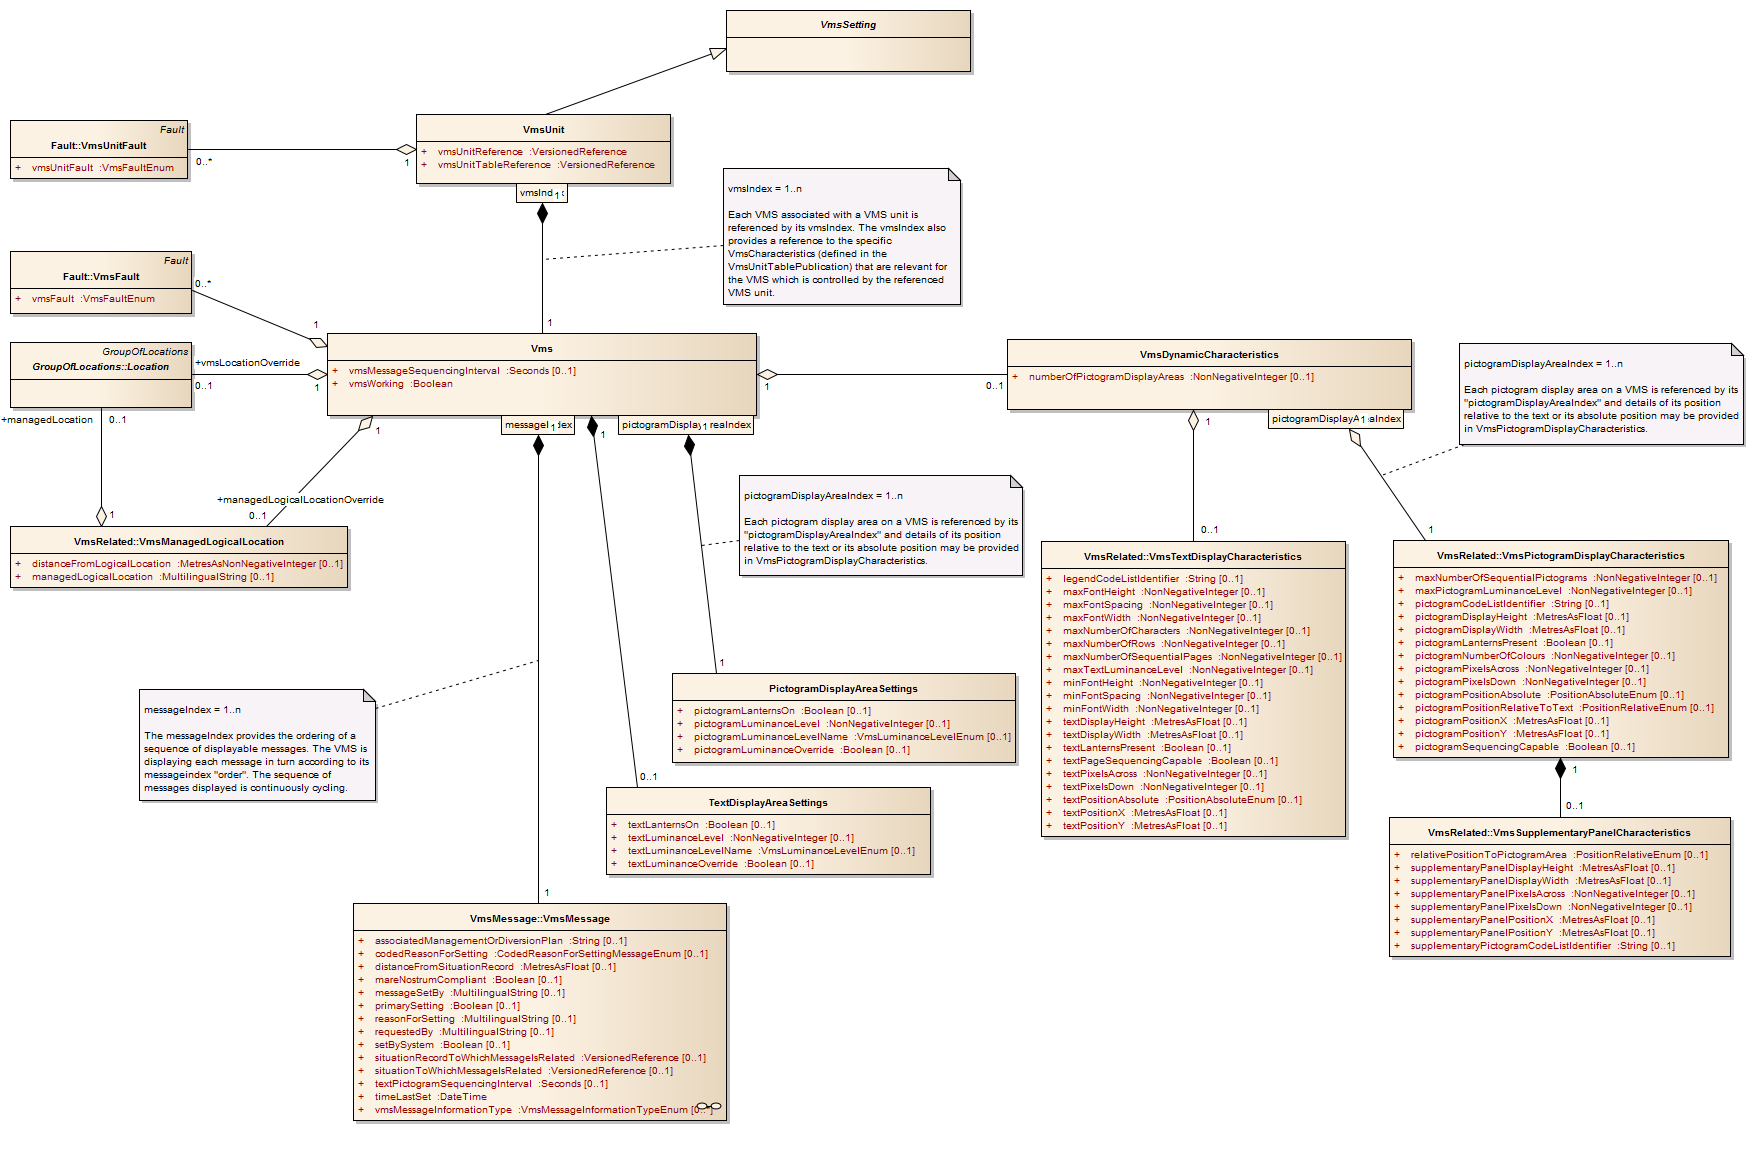 VmsSetting
VmsUnit
+ vmsUnitReference :VersionedReference
+ vmsUnitTableReference :VersionedReference
Fault
Fault::VmsUnitFault
+ vmsUnitFault :VmsFaultEnum
0..*
1
1
vmsIndex = 1..n
Each VMS associated with a VMS unit is
referenced by its vmsIndex. The vmsIndex also
provides a reference to the specific
VmsCharacteristics (defined in the
VmsUnitTablePublication) that are relevant for
the VMS which is controlled by the referenced
VMS unit.
Fault
Fault::VmsFault
+ vmsFault :VmsFaultEnum
0..*
1
1
Vms
+ vmsMessageSequencingInterval :Seconds [0..1]
+ vmsWorking :Boolean
GroupOfLocations
GroupOfLocations::Location
+vmsLocationOverride
0..1
1
1
0..1
VmsDynamicCharacteristics
+ numberOfPictogramDisplayAreas :NonNegativeInteger [0..1]
pictogramDisplayAreaIndex = 1..n
Each pictogram display area on a VMS is referenced by its
"pictogramDisplayAreaIndex" and details of its position
relative to the text or its absolute position may be provided
in VmsPictogramDisplayCharacteristics.
+managedLocation
0..1
1
1
1
1
1
1
1
+managedLogicalLocationOverride
0..1
VmsRelated::VmsManagedLogicalLocation
+ distanceFromLogicalLocation :MetresAsNonNegativeInteger [0..1]
+ managedLogicalLocation :MultilingualString [0..1]
pictogramDisplayAreaIndex = 1..n
Each pictogram display area on a VMS is referenced by its
"pictogramDisplayAreaIndex" and details of its position
relative to the text or its absolute position may be provided
in VmsPictogramDisplayCharacteristics.
0..1
1
VmsRelated::VmsTextDisplayCharacteristics
+ legendCodeListIdentifier :String [0..1]
+ maxFontHeight :NonNegativeInteger [0..1]
+ maxFontSpacing :NonNegativeInteger [0..1]
+ maxFontWidth :NonNegativeInteger [0..1]
+ maxNumberOfCharacters :NonNegativeInteger [0..1]
+ maxNumberOfRows :NonNegativeInteger [0..1]
+ maxNumberOfSequentialPages :NonNegativeInteger [0..1]
+ maxTextLuminanceLevel :NonNegativeInteger [0..1]
+ minFontHeight :NonNegativeInteger [0..1]
+ minFontSpacing :NonNegativeInteger [0..1]
+ minFontWidth :NonNegativeInteger [0..1]
+ textDisplayHeight :MetresAsFloat [0..1]
+ textDisplayWidth :MetresAsFloat [0..1]
+ textLanternsPresent :Boolean [0..1]
+ textPageSequencingCapable :Boolean [0..1]
+ textPixelsAcross :NonNegativeInteger [0..1]
+ textPixelsDown :NonNegativeInteger [0..1]
+ textPositionAbsolute :PositionAbsoluteEnum [0..1]
+ textPositionX :MetresAsFloat [0..1]
+ textPositionY :MetresAsFloat [0..1]
VmsRelated::VmsPictogramDisplayCharacteristics
+ maxNumberOfSequentialPictograms :NonNegativeInteger [0..1]
+ maxPictogramLuminanceLevel :NonNegativeInteger [0..1]
+ pictogramCodeListIdentifier :String [0..1]
+ pictogramDisplayHeight :MetresAsFloat [0..1]
+ pictogramDisplayWidth :MetresAsFloat [0..1]
+ pictogramLanternsPresent :Boolean [0..1]
+ pictogramNumberOfColours :NonNegativeInteger [0..1]
+ pictogramPixelsAcross :NonNegativeInteger [0..1]
+ pictogramPixelsDown :NonNegativeInteger [0..1]
+ pictogramPositionAbsolute :PositionAbsoluteEnum [0..1]
+ pictogramPositionRelativeToText :PositionRelativeEnum [0..1]
+ pictogramPositionX :MetresAsFloat [0..1]
+ pictogramPositionY :MetresAsFloat [0..1]
+ pictogramSequencingCapable :Boolean [0..1]
1
PictogramDisplayAreaSettings
+ pictogramLanternsOn :Boolean [0..1]
+ pictogramLuminanceLevel :NonNegativeInteger [0..1]
+ pictogramLuminanceLevelName :VmsLuminanceLevelEnum [0..1]
+ pictogramLuminanceOverride :Boolean [0..1]
messageIndex = 1..n
The messageIndex provides the ordering of a
sequence of displayable messages. The VMS is
displaying each message in turn according to its
messageindex "order". The sequence of
messages displayed is continuously cycling.
0..1
TextDisplayAreaSettings
+ textLanternsOn :Boolean [0..1]
+ textLuminanceLevel :NonNegativeInteger [0..1]
+ textLuminanceLevelName :VmsLuminanceLevelEnum [0..1]
+ textLuminanceOverride :Boolean [0..1]
1
0..1
VmsRelated::VmsSupplementaryPanelCharacteristics
+ relativePositionToPictogramArea :PositionRelativeEnum [0..1]
+ supplementaryPanelDisplayHeight :MetresAsFloat [0..1]
+ supplementaryPanelDisplayWidth :MetresAsFloat [0..1]
+ supplementaryPanelPixelsAcross :NonNegativeInteger [0..1]
+ supplementaryPanelPixelsDown :NonNegativeInteger [0..1]
+ supplementaryPanelPositionX :MetresAsFloat [0..1]
+ supplementaryPanelPositionY :MetresAsFloat [0..1]
+ supplementaryPictogramCodeListIdentifier :String [0..1]
1
VmsMessage::VmsMessage
+ associatedManagementOrDiversionPlan :String [0..1]
+ codedReasonForSetting :CodedReasonForSettingMessageEnum [0..1]
+ distanceFromSituationRecord :MetresAsFloat [0..1]
+ mareNostrumCompliant :Boolean [0..1]
+ messageSetBy :MultilingualString [0..1]
+ primarySetting :Boolean [0..1]
+ reasonForSetting :MultilingualString [0..1]
+ requestedBy :MultilingualString [0..1]
+ setBySystem :Boolean [0..1]
+ situationRecordToWhichMessageIsRelated :VersionedReference [0..1]
+ situationToWhichMessageIsRelated :VersionedReference [0..1]
+ textPictogramSequencingInterval :Seconds [0..1]
+ timeLastSet :DateTime
+ vmsMessageInformationType :VmsMessageInformationTypeEnum